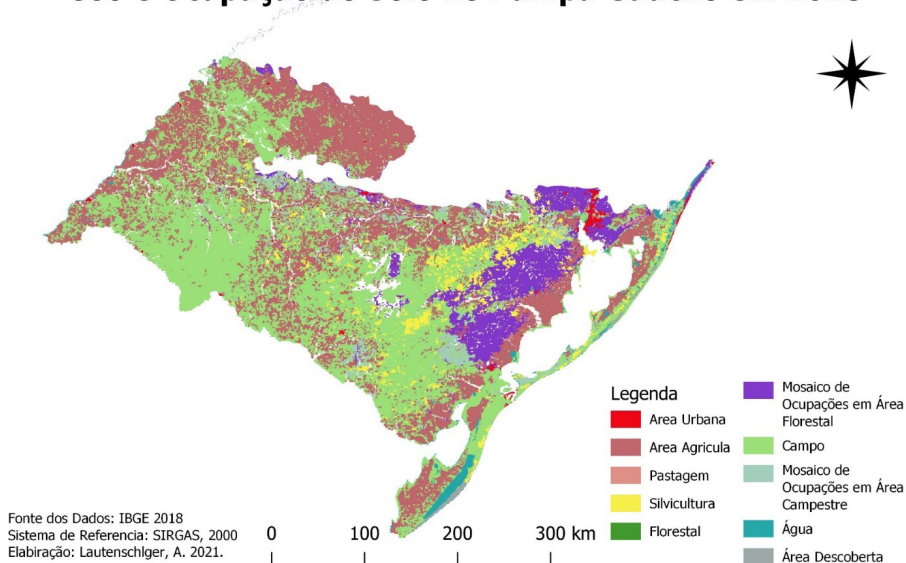 Legenda
Area Urbana
Area Agricula
Pastagem
Silvicultura
Florestal
Mosaico de
Ocupações em Área
Florestal
Campo
Mosaico de
Ocupações em Área
Campestre
Água
Área Descoberta
Fonte dos Dados: IBGE 2018
Sistema de Referencia: SIRGAS, 2000
Elabiração: Lautenschlger, A. 2021.
0 100 200 300 km